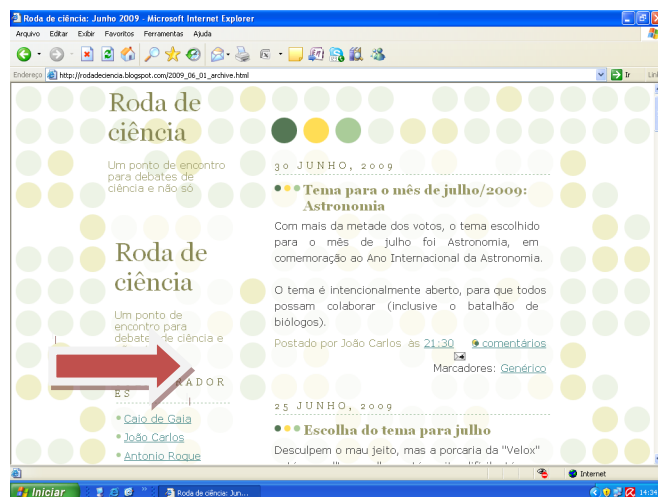 Roda de ciência: Junho 2009 - Microsoft Internet Explorer
Arquivo Editar Exibir Favoritos Ferramentas Ajuda
Endereço http://rodadeciencia.blogspot.com/2009_06_01_archive.html Ir
Roda de
ciência
Um ponto de encontro
para debates de
ciência e não só
Roda de
ciência
Um ponto de
encontro para
debates de ciência e
RADOR
ES
Caio de Gaia
João Carlos
Antonio Roque
30 JUNHO, 2009
Tema para o mês de julho/2009:
Astronomia
Com mais da metade dos votos, o tema escolhido
para o mês de julho foi Astronomia, em
comemoração ao Ano Internacional da Astronomia.
O tema é intencionalmente aberto, para que todos
possam colaborar (inclusive o batalhão de
biólogos).
Postado por João Carlos às 21:30 0 comentários
Marcadores: Genérico
25 JUNHO, 2009
Escolha do tema para julho
Desculpem o mau jeito, mas a porcaria da "Velox"
Internet
Iniciar Roda de ciência: Jun... 14:34